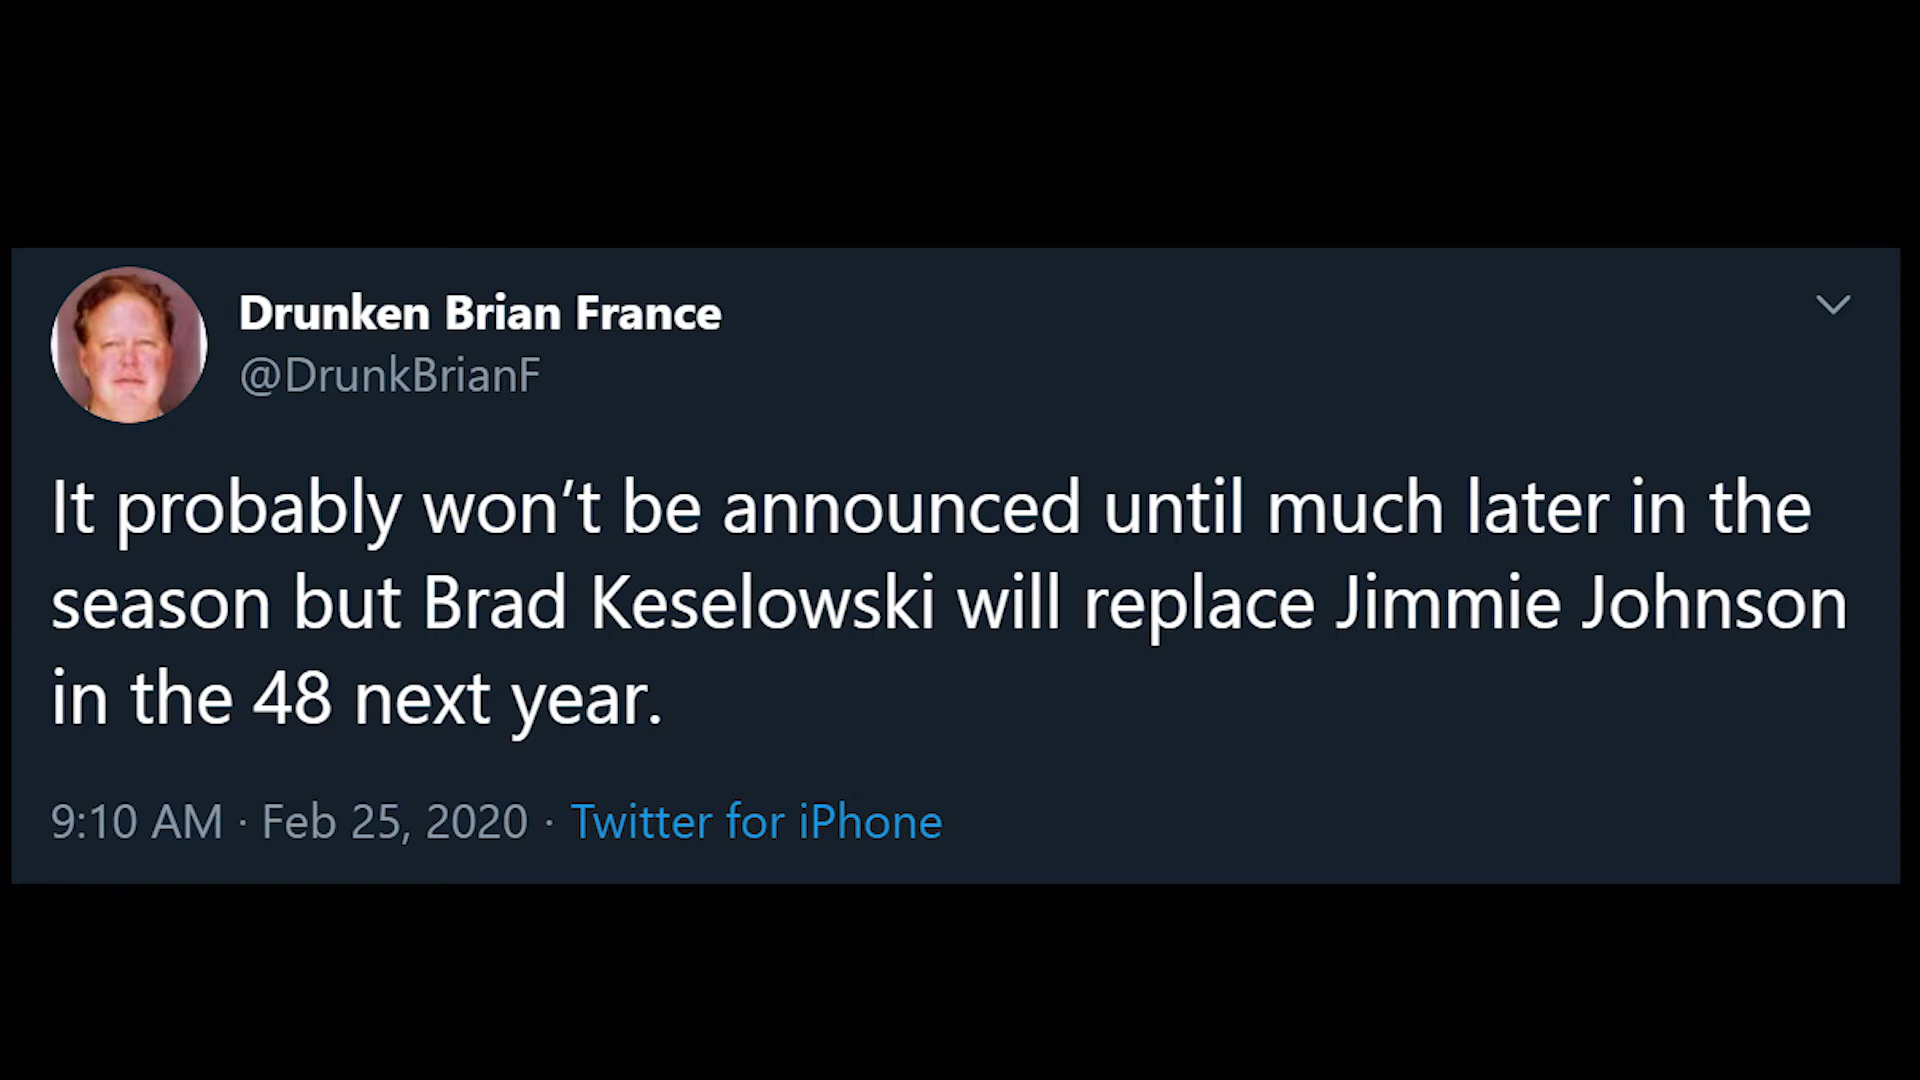 Drunken Brian France
@DrunkBrianF
It probably won’t be announced until much later in the
season but Brad Keselowski will replace Jimmie Johnson
in the 48 next year.
9:10 AM · Feb 25, 2020 · Twitter for iPhone